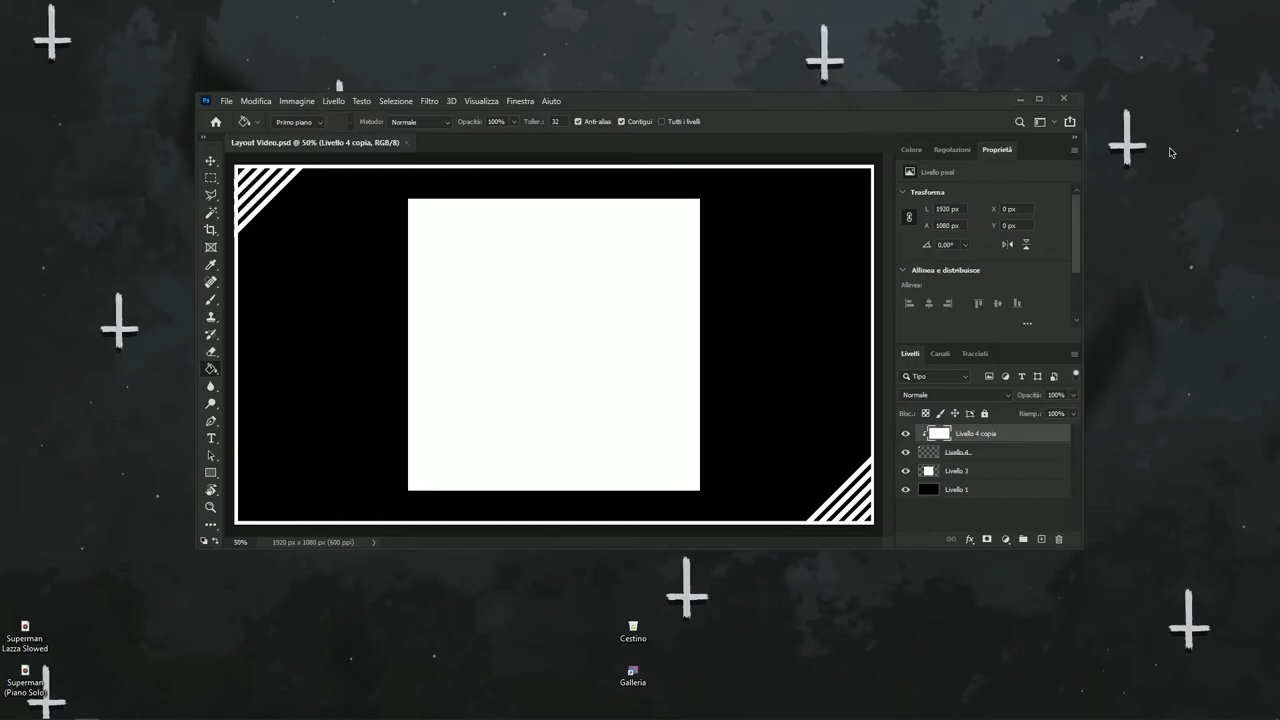 Ps File Modifica Immagine Livello Testo Selezione Filtro 3D Visualizza Finestra Aiuto
Primo piano Metodo: Normale Opacità: 100% Toller.: 32 Anti-alias Contigui Tutti i livelli
Layout Video.psd @ 50% (Livello 4 copia, RGB/8) ×
Colore Regolazioni Proprietà
Livello pixel
Trasforma
L 1920 px X 0 px
A 1080 px Y 0 px
0,00°
Allinea e distribuisce
Allinea:
Livelli Canali Tracciati
Tipo
Normale Opacità: 100%
Bloc.: Riemp.: 100%
Livello 4 copia
Livello 4
Livello 3
Livello 1
50% 1920 px x 1080 px (600 ppi)
Superman
Lazza Slowed
Superman
(Piano Solo)
Cestino
Galleria